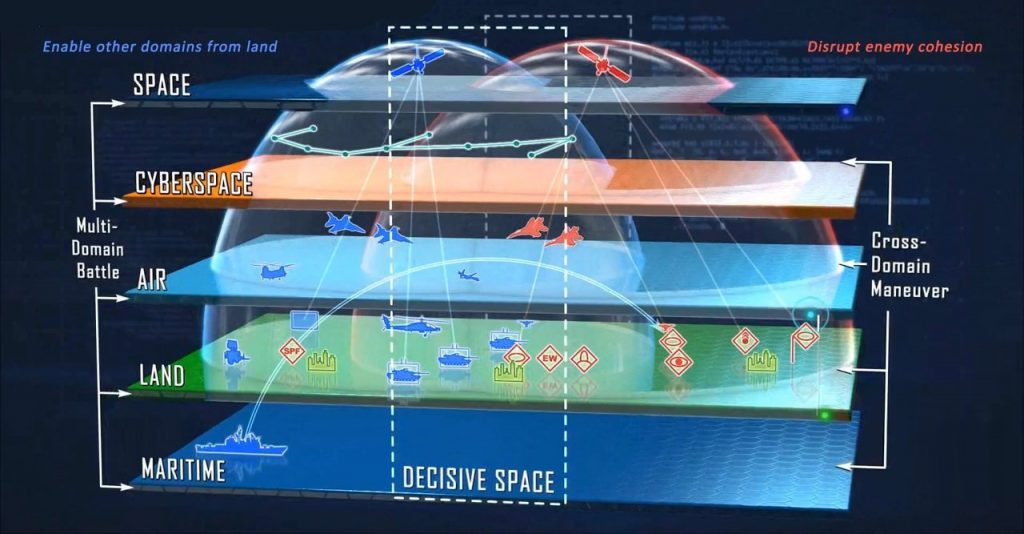 Enable other domains from land
Disrupt enemy cohesion
SPACE
CYBERSPACE
Multi-
Domain
Battle
Cross-
Domain
Maneuver
AIR
SPF
EW
LAND
MARITIME
DECISIVE SPACE